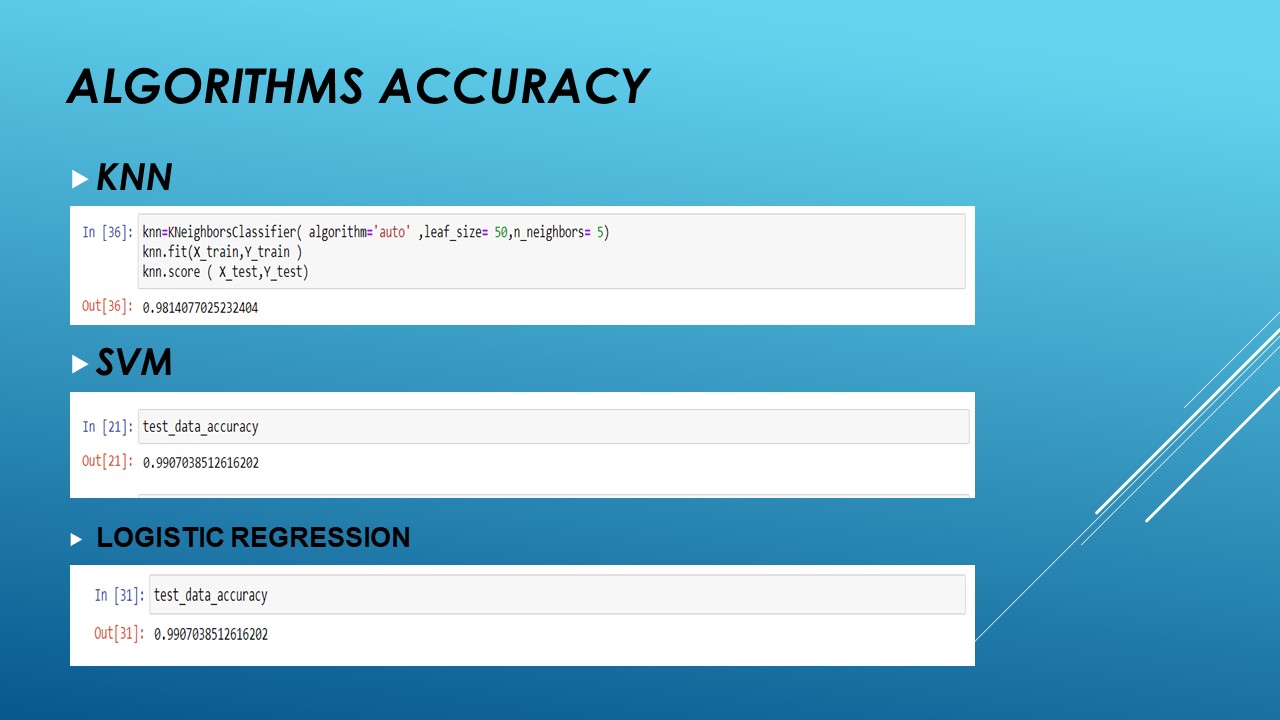 ALGORITHMS ACCURACY
KNN
In [36]: knn=KNeighborsClassifier( algorithm='auto' ,leaf_size= 50,n_neighbors= 5)
knn.fit(X_train,Y_train )
knn.score ( X_test,Y_test)
Out[36]: 0.9814077025232404
SVM
In [21]: test_data_accuracy
Out[21]: 0.9907038512616202
LOGISTIC REGRESSION
In [31]: test_data_accuracy
Out[31]: 0.9907038512616202